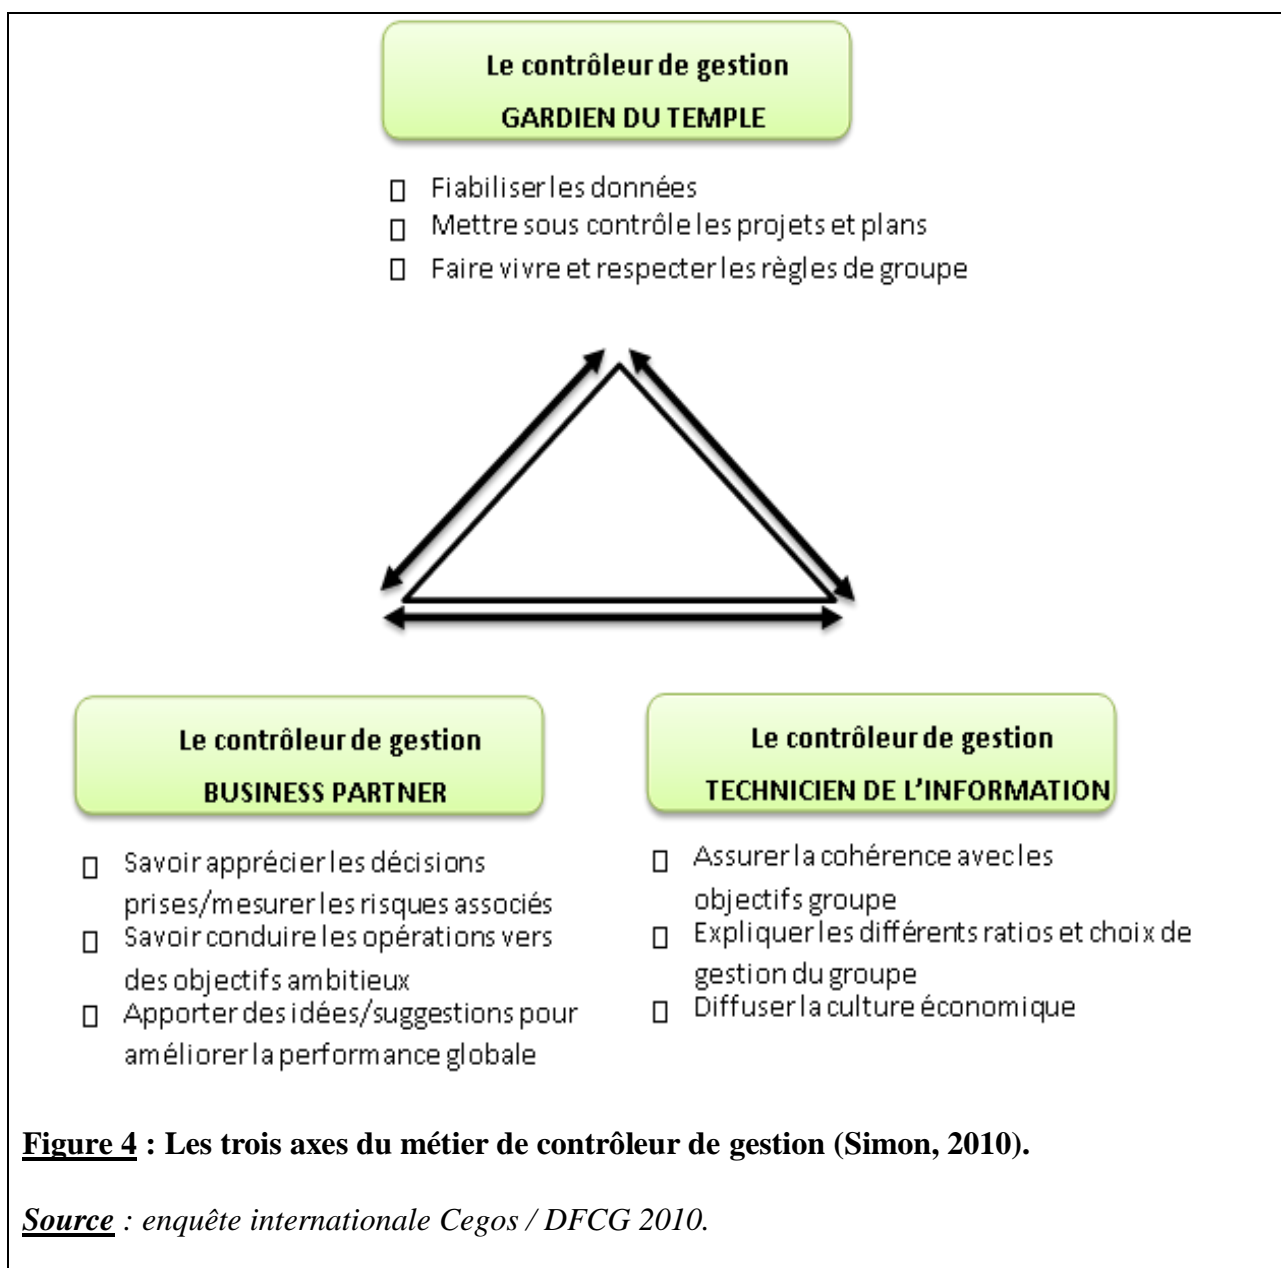 Le contrôleur de gestion
GARDIEN DU TEMPLE
Fiabiliser les données
Mettre sous contrôle les projets et plans
Faire vivre et respecter les règles de groupe
Le contrôleur de gestion
BUSINESS PARTNER
Savoir apprécier les décisions
prises/mesurer les risques associés
Savoir conduire les opérations vers
des objectifs ambitieux
Apporter des idées/suggestions pour
améliorer la performance globale
Le contrôleur de gestion
TECHNICIEN DE L'INFORMATION
Assurer la cohérence avec les
objectifs groupe
Expliquer les différents ratios et choix de
gestion du groupe
Diffuser la culture économique
Figure 4 : Les trois axes du métier de contrôleur de gestion (Simon, 2010).
Source : enquête internationale Cegos / DFCG 2010.